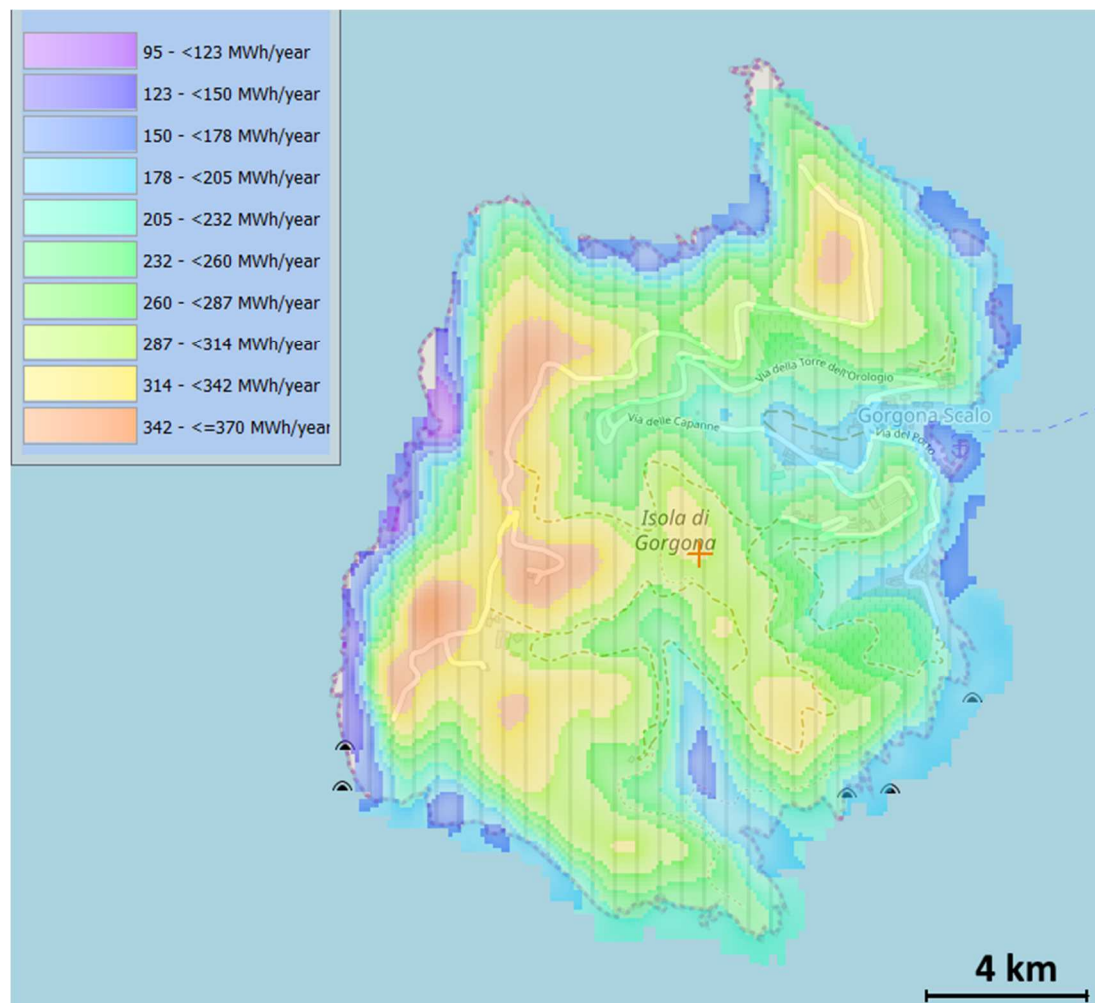 95 - <123 MWh/year
123 - <150 MWh/year
150 - <178 MWh/year
178 - <205 MWh/year
205 - <232 MWh/year
232 - <260 MWh/year
260 - <287 MWh/year
287 - <314 MWh/year
314 - <342 MWh/year
342 - <=370 MWh/year
Via della Torre dell'Orologio
Gorgona Scalo
Via delle Capanne
Via del Porto
Isola di
Gorgona
4 km